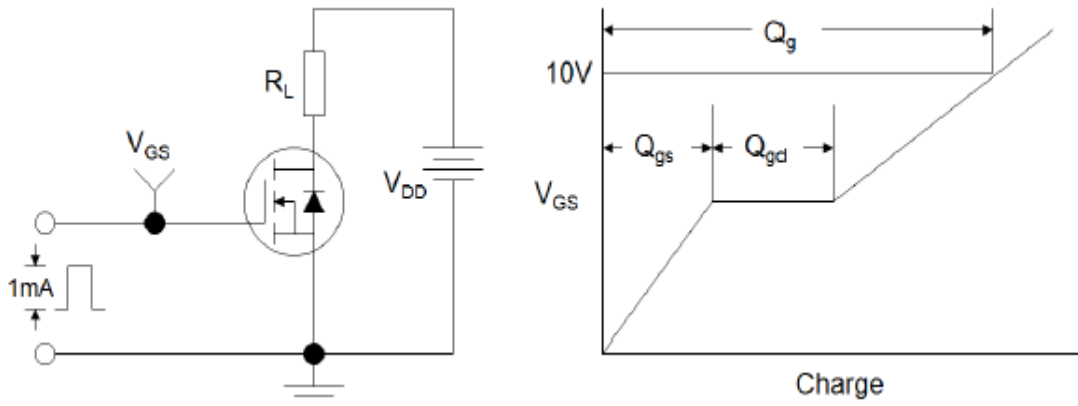 R_L
V_GS
V_DD
1mA
Q_g
10V
Q_gs
Q_gd
V_GS
Charge